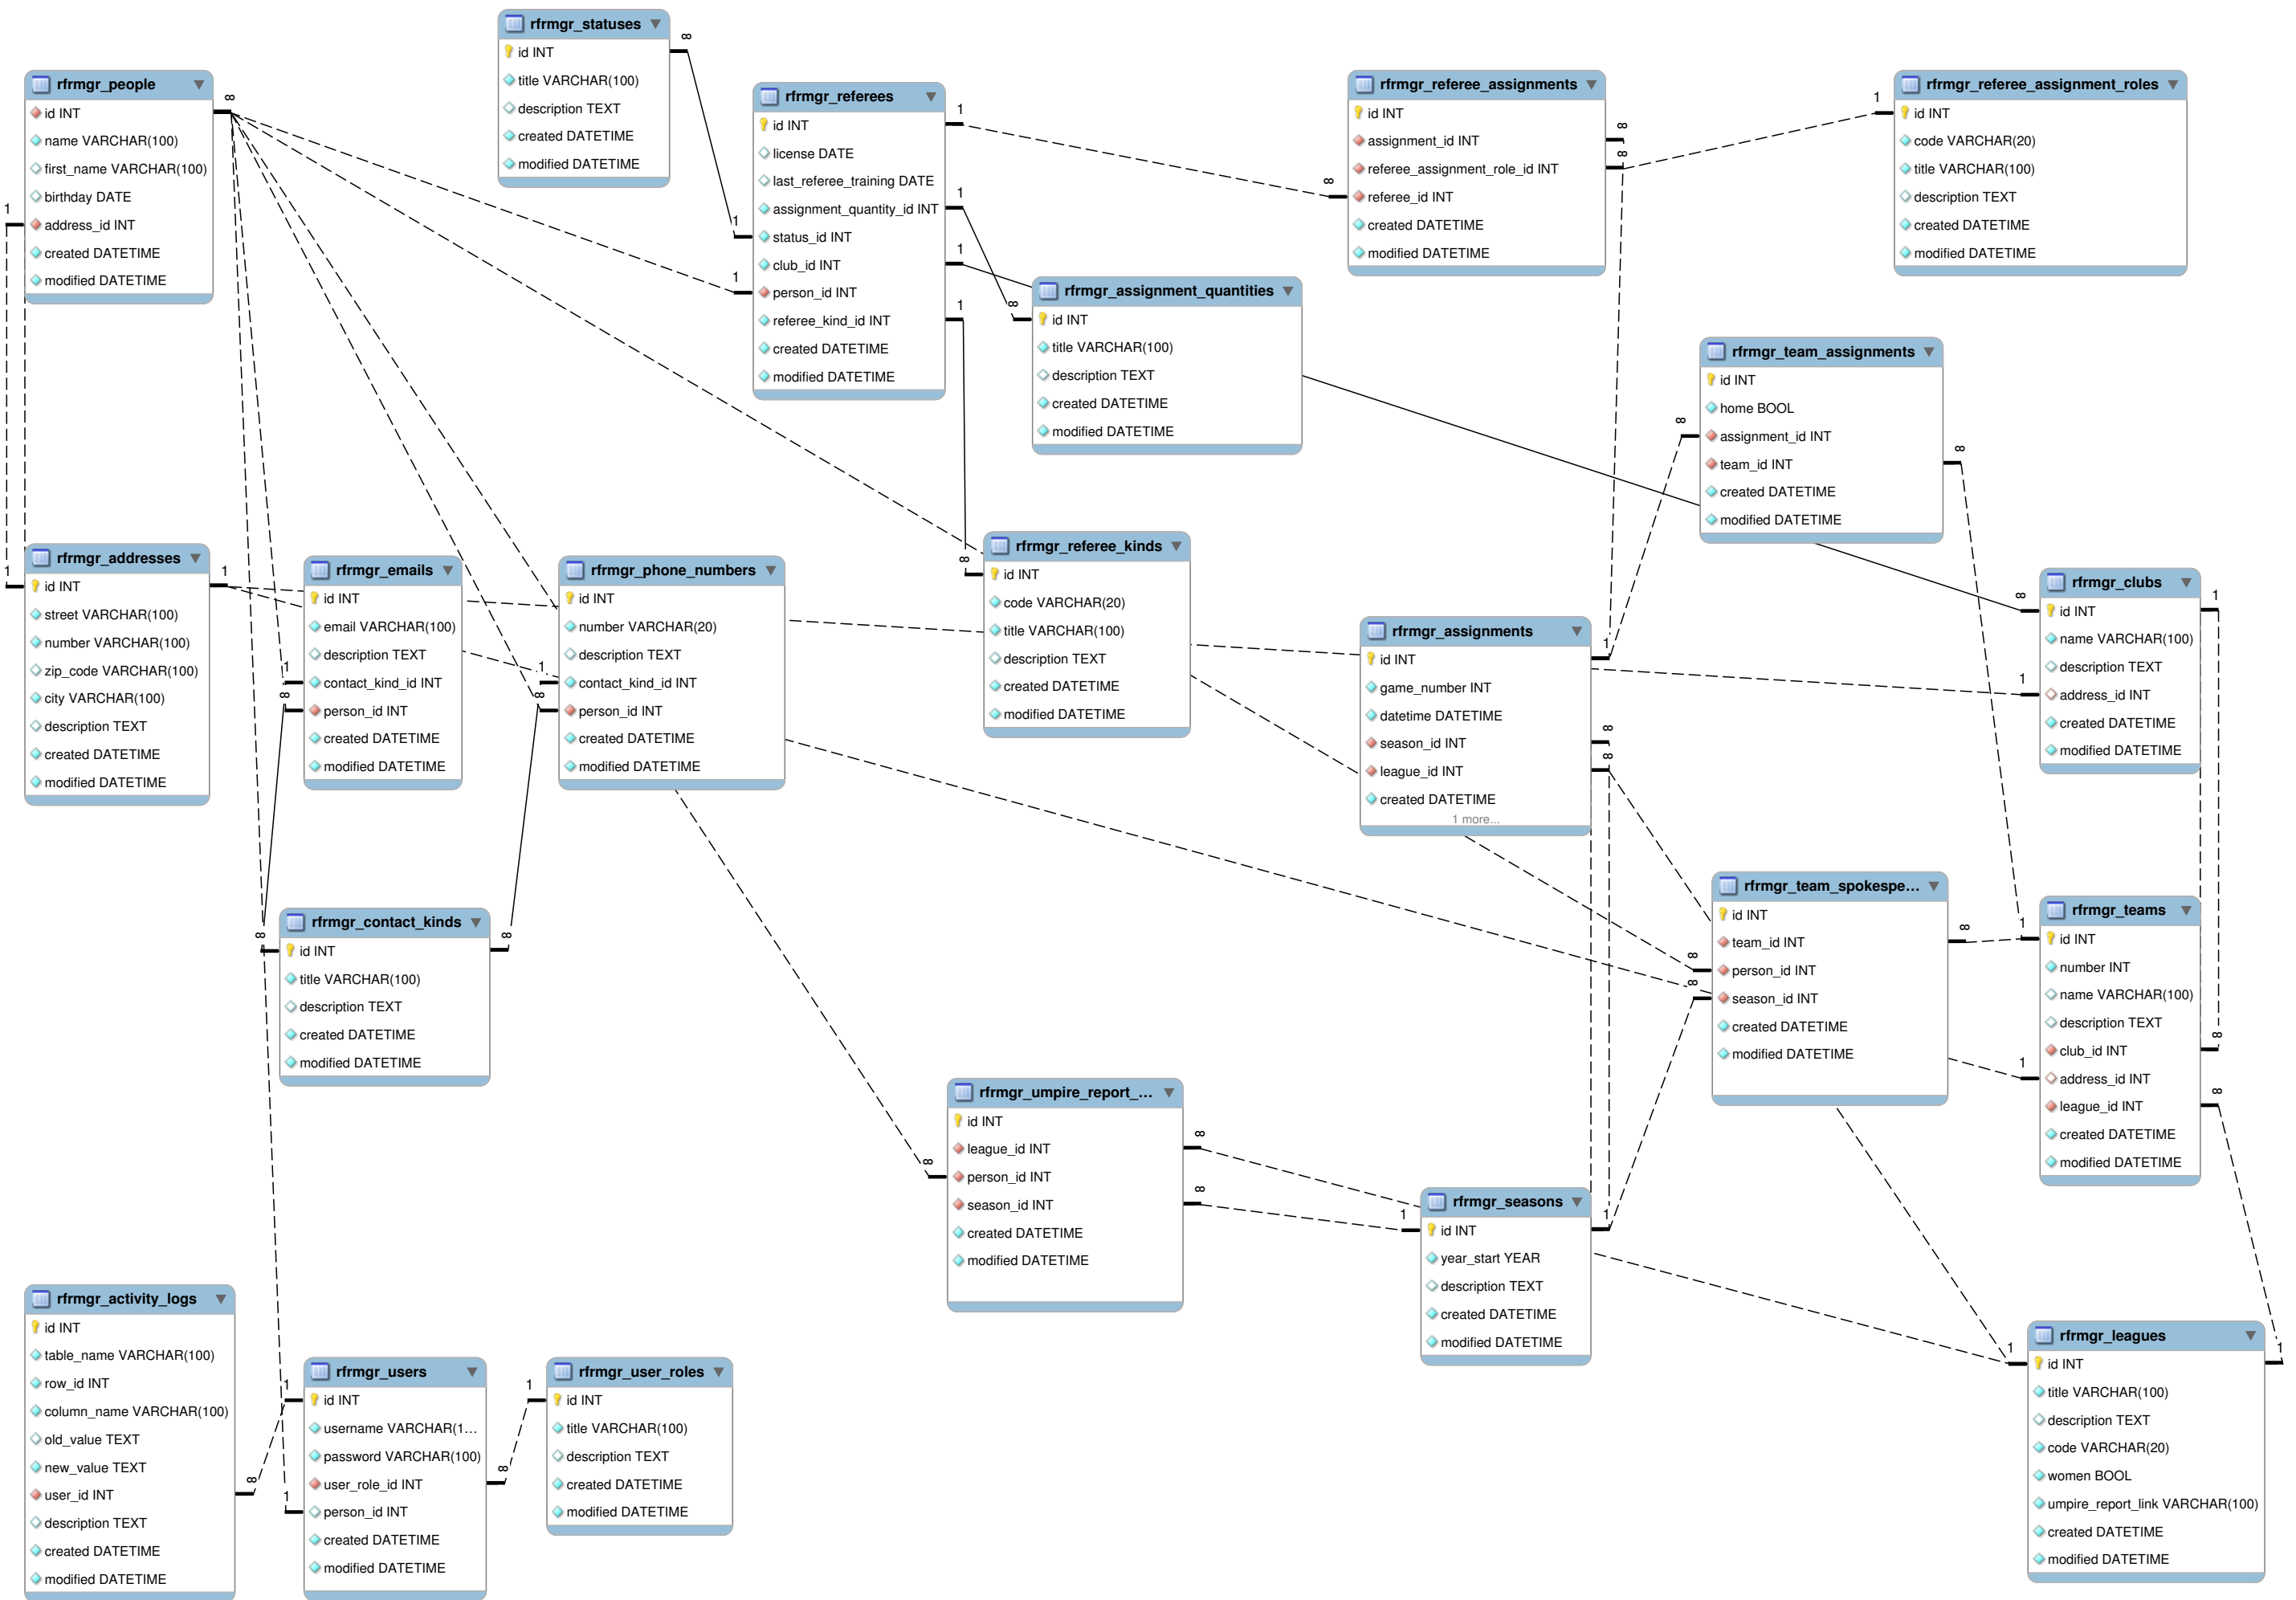 rfrmgr_statuses
id INT
title VARCHAR(100)
description TEXT
created DATETIME
modified DATETIME
rfrmgr_people
id INT
name VARCHAR(100)
first_name VARCHAR(100)
birthday DATE
address_id INT
created DATETIME
modified DATETIME
rfrmgr_referees
id INT
license DATE
last_referee_training DATE
assignment_quantity_id INT
status_id INT
club_id INT
person_id INT
referee_kind_id INT
created DATETIME
modified DATETIME
rfrmgr_referee_assignments
id INT
assignment_id INT
referee_assignment_role_id INT
referee_id INT
created DATETIME
modified DATETIME
rfrmgr_referee_assignment_roles
id INT
code VARCHAR(20)
title VARCHAR(100)
description TEXT
created DATETIME
modified DATETIME
rfrmgr_assignment_quantities
id INT
title VARCHAR(100)
description TEXT
created DATETIME
modified DATETIME
rfrmgr_team_assignments
id INT
home BOOL
assignment_id INT
team_id INT
created DATETIME
modified DATETIME
rfrmgr_addresses
id INT
street VARCHAR(100)
number VARCHAR(100)
zip_code VARCHAR(100)
city VARCHAR(100)
description TEXT
created DATETIME
modified DATETIME
rfrmgr_emails
id INT
email VARCHAR(100)
description TEXT
contact_kind_id INT
person_id INT
created DATETIME
modified DATETIME
rfrmgr_phone_numbers
id INT
number VARCHAR(20)
description TEXT
contact_kind_id INT
person_id INT
created DATETIME
modified DATETIME
rfrmgr_referee_kinds
id INT
code VARCHAR(20)
title VARCHAR(100)
description TEXT
created DATETIME
modified DATETIME
rfrmgr_assignments
id INT
game_number INT
datetime DATETIME
season_id INT
league_id INT
created DATETIME
1 more...
rfrmgr_clubs
id INT
name VARCHAR(100)
description TEXT
address_id INT
created DATETIME
modified DATETIME
rfrmgr_contact_kinds
id INT
title VARCHAR(100)
description TEXT
created DATETIME
modified DATETIME
rfrmgr_team_spokespe...
id INT
team_id INT
person_id INT
season_id INT
created DATETIME
modified DATETIME
rfrmgr_teams
id INT
number INT
name VARCHAR(100)
description TEXT
club_id INT
address_id INT
league_id INT
created DATETIME
modified DATETIME
rfrmgr_umpire_report_...
id INT
league_id INT
person_id INT
season_id INT
created DATETIME
modified DATETIME
rfrmgr_seasons
id INT
year_start YEAR
description TEXT
created DATETIME
modified DATETIME
rfrmgr_activity_logs
id INT
table_name VARCHAR(100)
row_id INT
column_name VARCHAR(100)
old_value TEXT
new_value TEXT
user_id INT
description TEXT
created DATETIME
modified DATETIME
rfrmgr_users
id INT
username VARCHAR(1...
password VARCHAR(100)
user_role_id INT
person_id INT
created DATETIME
modified DATETIME
rfrmgr_user_roles
id INT
title VARCHAR(100)
description TEXT
created DATETIME
modified DATETIME
rfrmgr_leagues
id INT
title VARCHAR(100)
description TEXT
code VARCHAR(20)
women BOOL
umpire_report_link VARCHAR(100)
created DATETIME
modified DATETIME